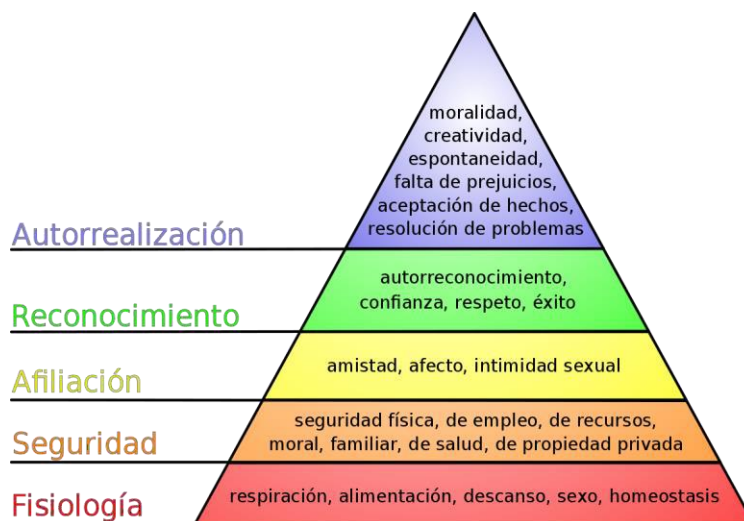 moralidad,
creatividad,
espontaneidad,
falta de prejuicios,
aceptación de hechos,
resolución de problemas
Autorrealización
autorreconocimiento,
confianza, respeto, éxito
Reconocimiento
amistad, afecto, intimidad sexual
Afiliación
seguridad física, de empleo, de recursos,
moral, familiar, de salud, de propiedad privada
Seguridad
respiración, alimentación, descanso, sexo, homeostasis
Fisiología